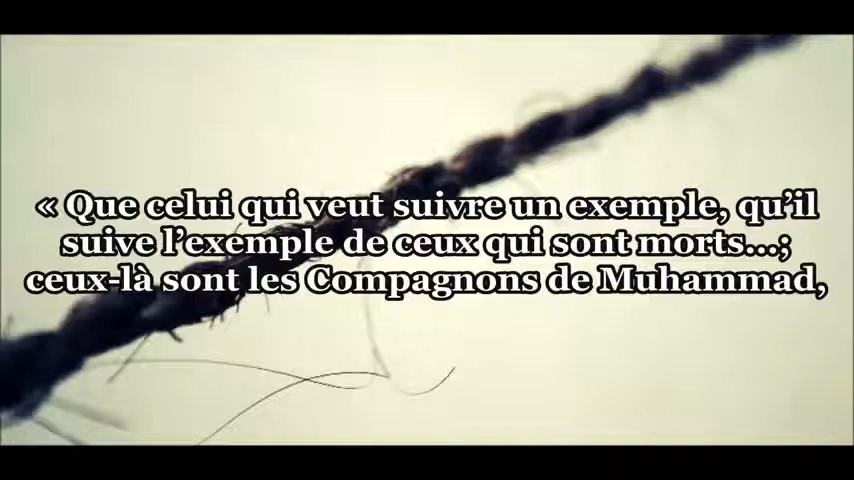 « Que celui qui veut suivre un exemple, qu’il
suive l’exemple de ceux qui sont morts...;
ceux-là sont les Compagnons de Muhammad,